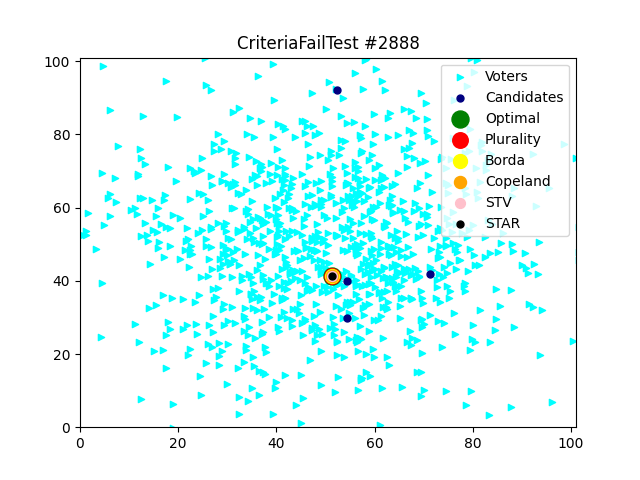 CriteriaFailTest #2888
100
80
60
40
20
0
0
20
40
60
80
100
Voters
Candidates
Optimal
Plurality
Borda
Copeland
STV
STAR